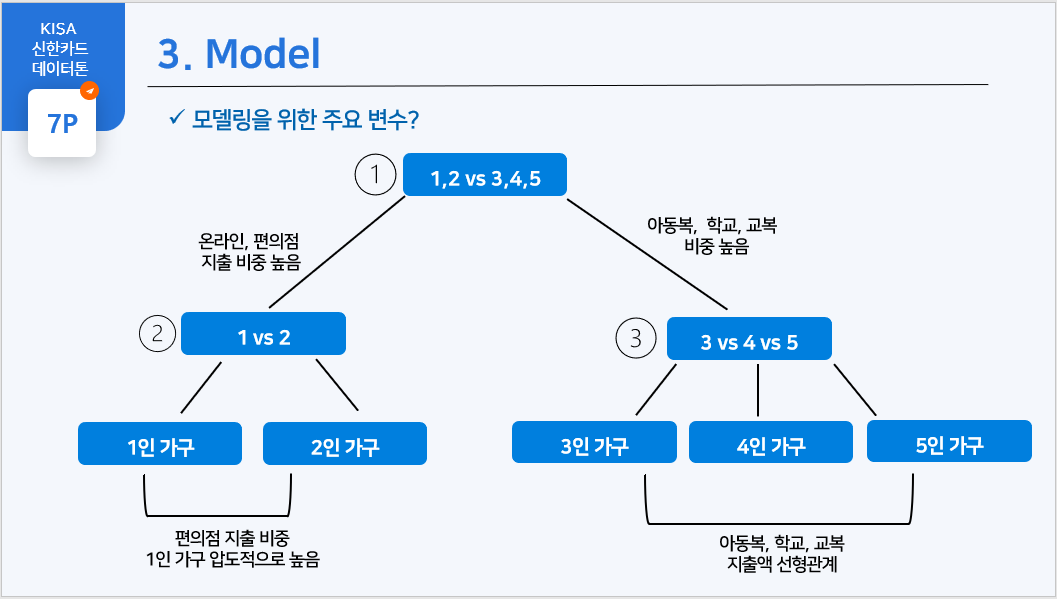 KISA
신한카드
데이터톤
7P
3. Model
✓ 모델링을 위한 주요 변수?
1
1,2 vs 3,4,5
온라인, 편의점
지출 비중 높음
아동복, 학교, 교복
비중 높음
2
1 vs 2
3
3 vs 4 vs 5
1인 가구
2인 가구
3인 가구
4인 가구
5인 가구
편의점 지출 비중
1인 가구 압도적으로 높음
아동복, 학교, 교복
지출액 선형관계